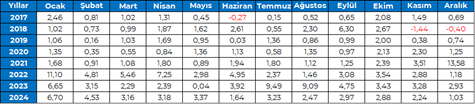 Yıllar Ocak Şubat Mart Nisan Mayıs Haziran Temmuz Ağustos Eylül Ekim Kasım Aralık
2017 2,46 0,81 1,02 1,31 0,45 -0,27 0,15 0,52 0,65 2,08 1,49 0,69
2018 1,02 0,73 0,99 1,87 1,62 2,61 0,55 2,30 6,30 2,67 -1,44 -0,40
2019 1,06 0,16 1,03 1,69 0,95 0,03 1,36 0,86 0,99 2,00 0,38 0,74
2020 1,35 0,35 0,55 0,84 1,36 1,13 0,58 0,35 0,97 2,13 2,30 1,25
2021 1,68 0,91 1,08 1,80 0,89 1,94 1,80 1,12 1,25 2,39 3,51 13,58
2022 11,10 4,81 5,46 7,25 2,98 4,95 2,37 1,46 3,08 3,54 2,88 1,18
2023 6,65 3,15 2,29 2,39 0,04 3,92 9,49 9,09 4,75 3,43 3,28 2,93
2024 6,70 4,53 3,16 3,18 3,37 1,64 3,23 2,47 2,97 2,88 2,24 1,03